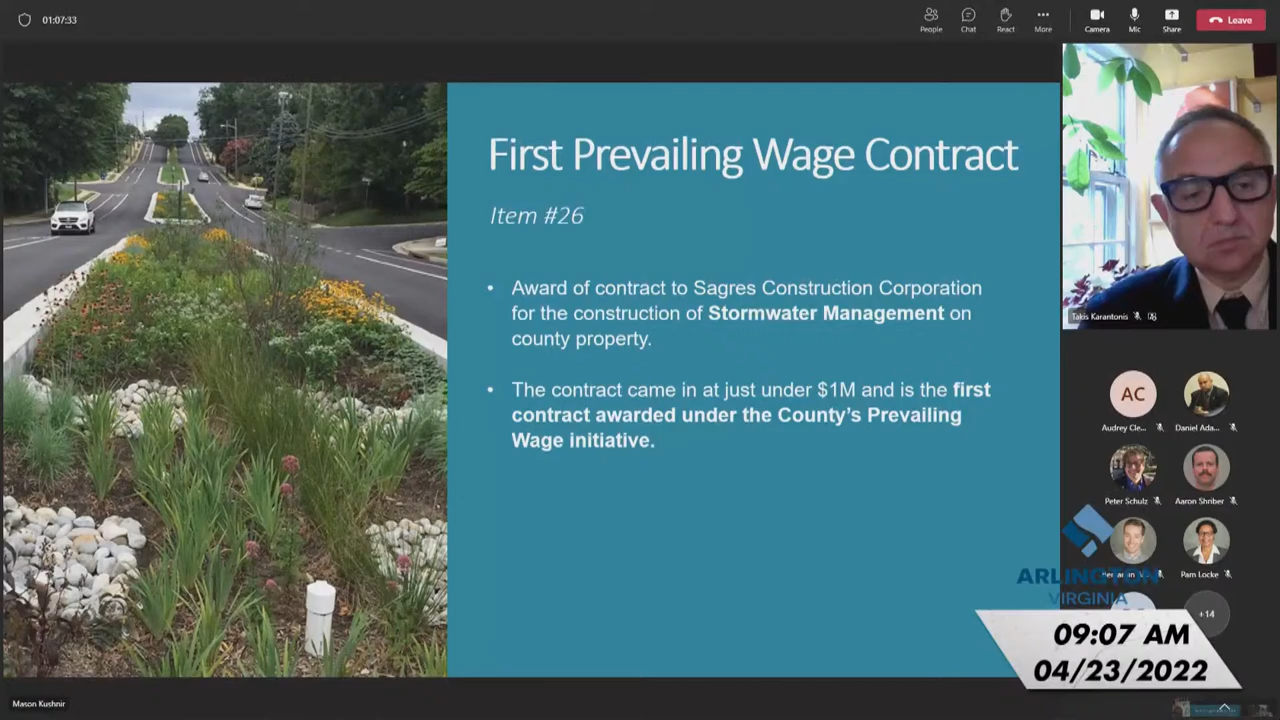 01:07:33
People
Chat
React
More
Camera
Mic
Share
Leave
First Prevailing Wage Contract
Item #26
• Award of contract to Sagres Construction Corporation
for the construction of Stormwater Management on
county property.
• The contract came in at just under $1M and is the first
contract awarded under the County's Prevailing
Wage initiative.
Takis Karantonis
AC
Audrey Cle...
Daniel Ada...
Peter Schulz
Aaron Shriber
Pam Locke
+14
ARLINGTON
VIRGINIA
09:07 AM
04/23/2022
Mason Kushnir